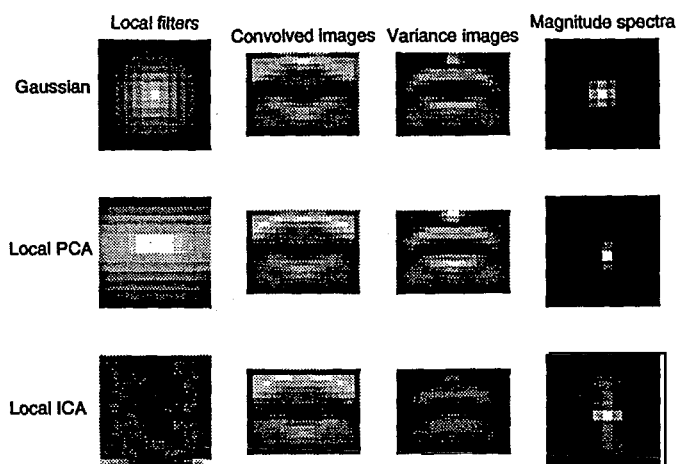 Local filters Convolved images Variance images Magnitude spectra
Gaussian
Local PCA
Local ICA